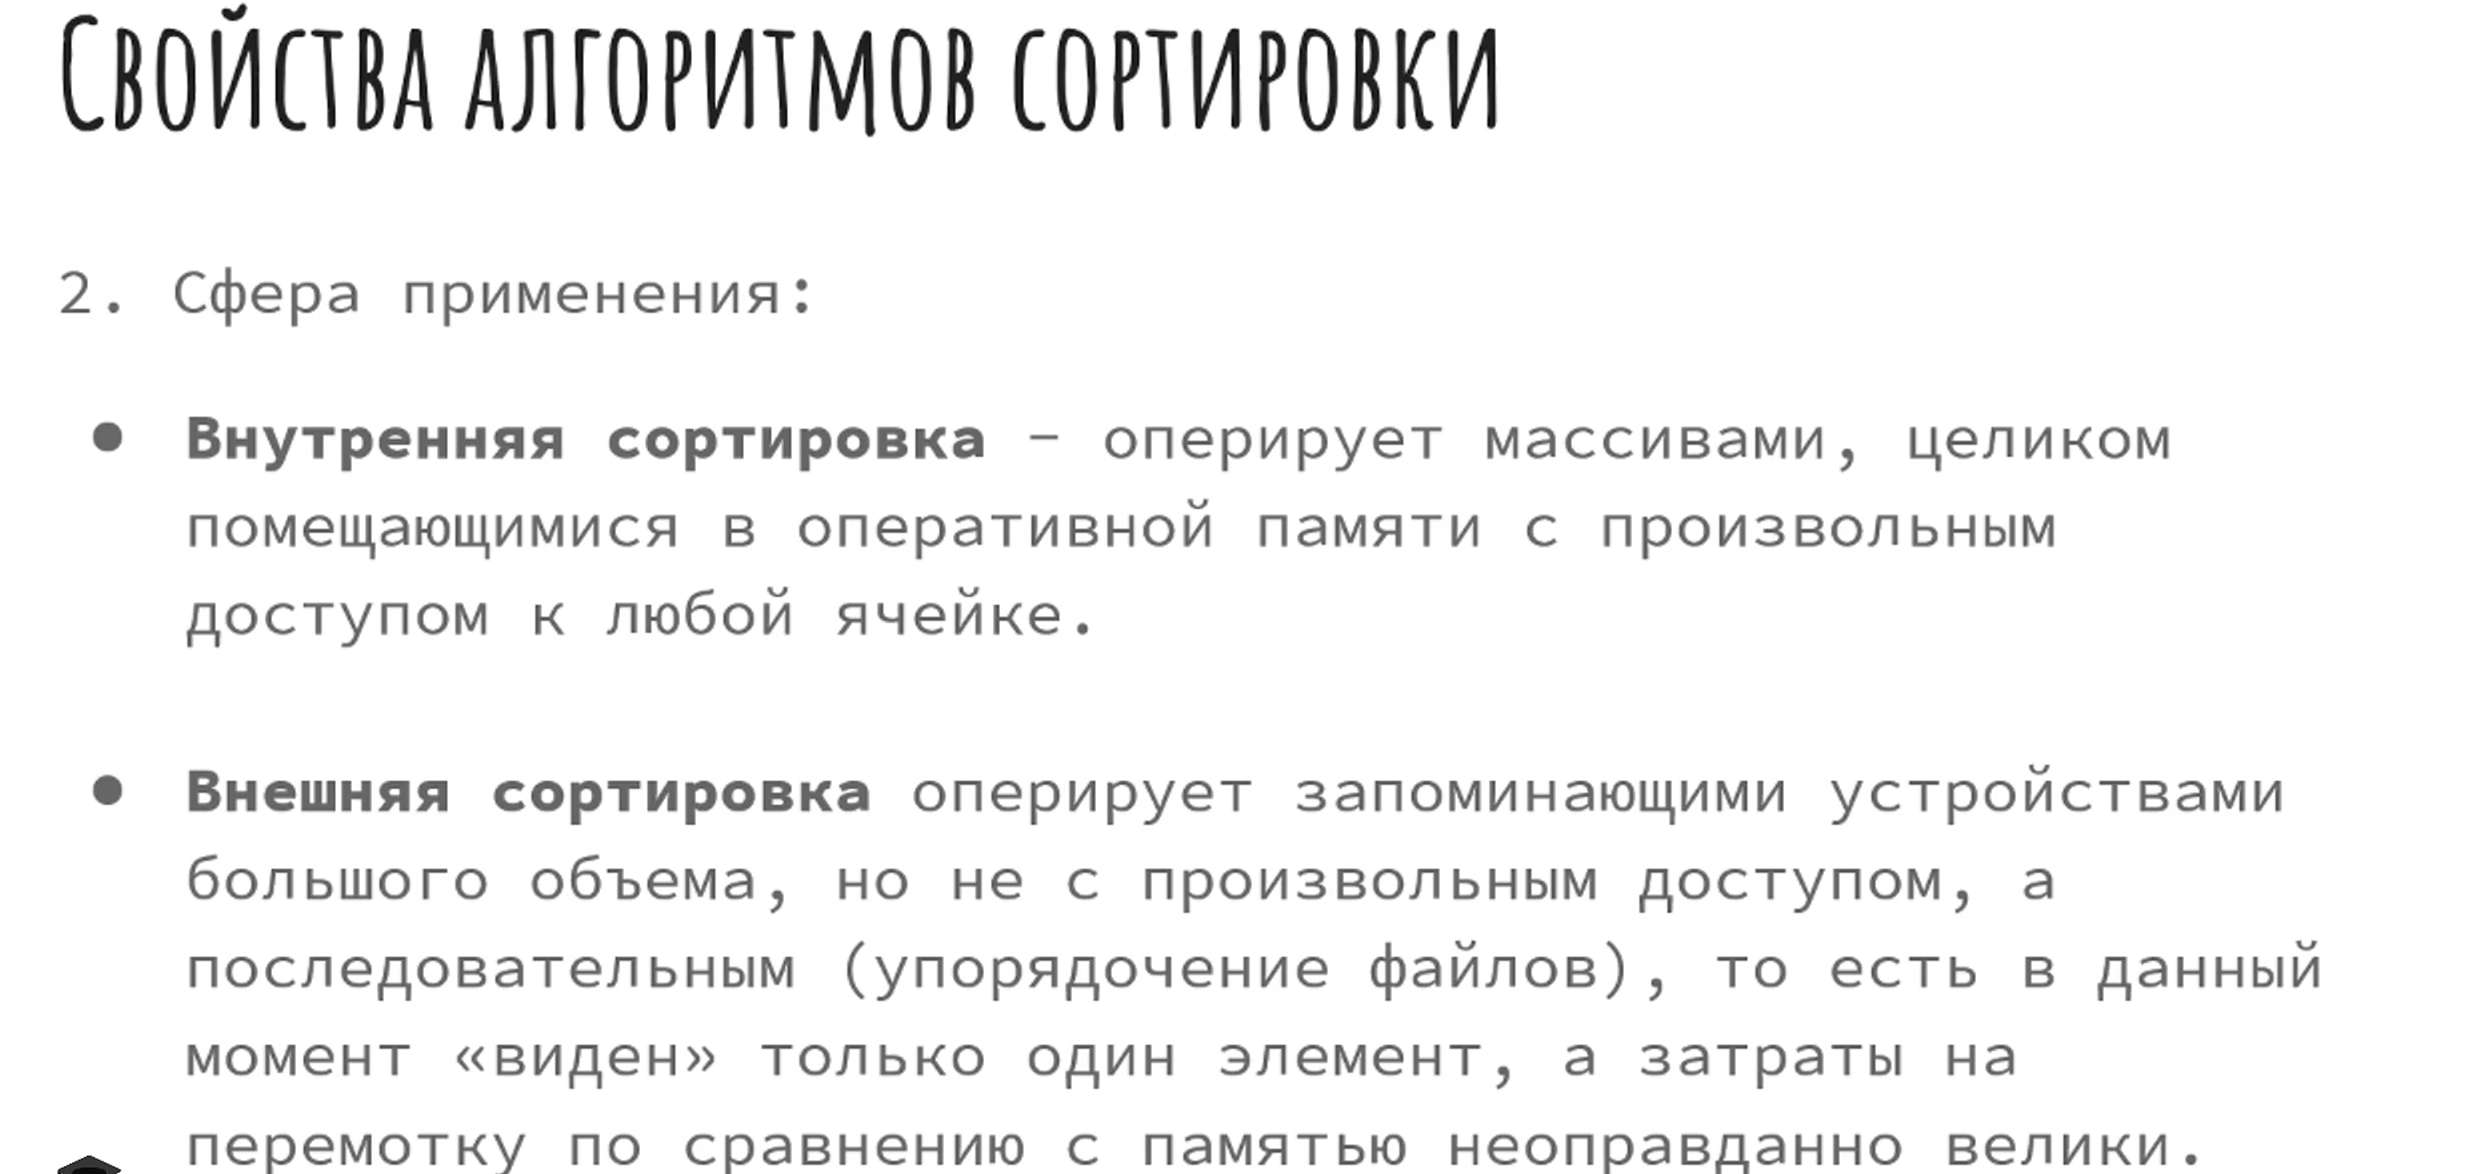 Свойства алгоритмов сортировки
2. Сфера применения:
● Внутренняя сортировка – оперирует массивами, целиком
помещающимися в оперативной памяти с произвольным
доступом к любой ячейке.
● Внешняя сортировка оперирует запоминающими устройствами
большого объема, но не с произвольным доступом, а
последовательным (упорядочение файлов), то есть в данный
момент «виден» только один элемент, а затраты на
перемотку по сравнению с памятью неоправданно велики.